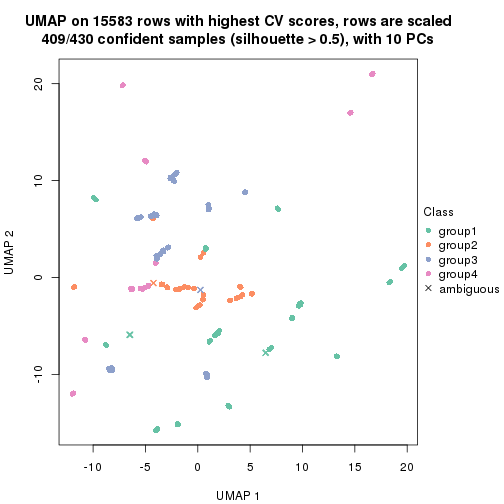 UMAP on 15583 rows with highest CV scores, rows are scaled
409/430 confident samples (silhouette > 0.5), with 10 PCs
20
10
0
-10
UMAP 2
-10
-5
0
5
10
15
20
UMAP 1
Class
group1
group2
group3
group4
ambiguous